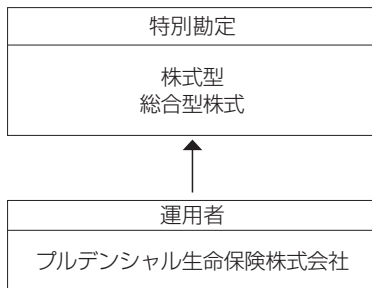 特別勘定
株式型
総合型株式
運用者
プルデンシャル生命保険株式会社